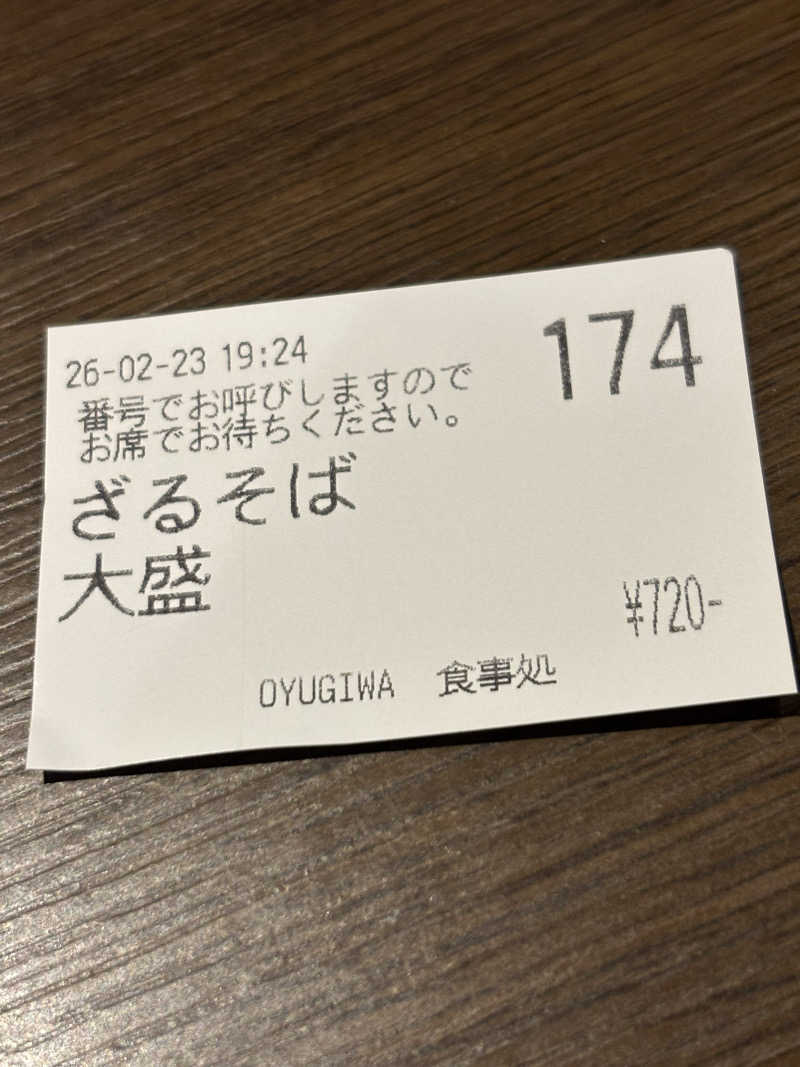 26-02-23 19:24
174
番号でお呼びしますので
お席でお待ちください。
ざるそば
大盛
¥720-
OYUGIWA 食事処